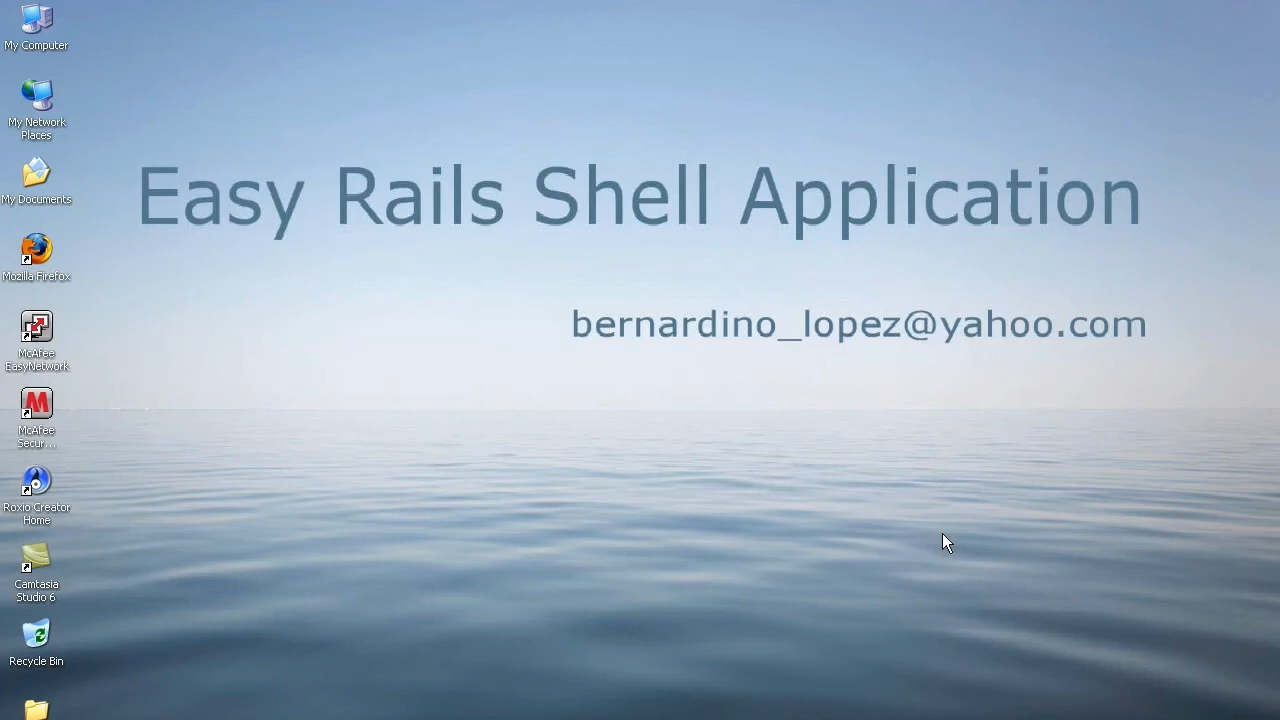 My Computer
My Network
Places
My Documents
Mozilla Firefox
McAfee
EasyNetwork
McAfee
Secur...
Roxio Creator
Home
Camtasia
Studio 6
Recycle Bin
Easy Rails Shell Application
bernardino_lopez@yahoo.com